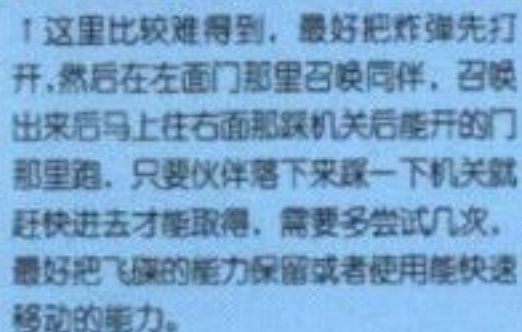 ↑这里比较难得到．最好把炸弹先打
开，然后在左面门那里召唤同伴．召唤
出来后马上往右面那踩机关后能开的门
那里跑．只要伙伴落下来踩一下机关就
赶快进去才能取得．需要多尝试几次．
最好把飞碟的能力保留或者使用能快速
移动的能力。